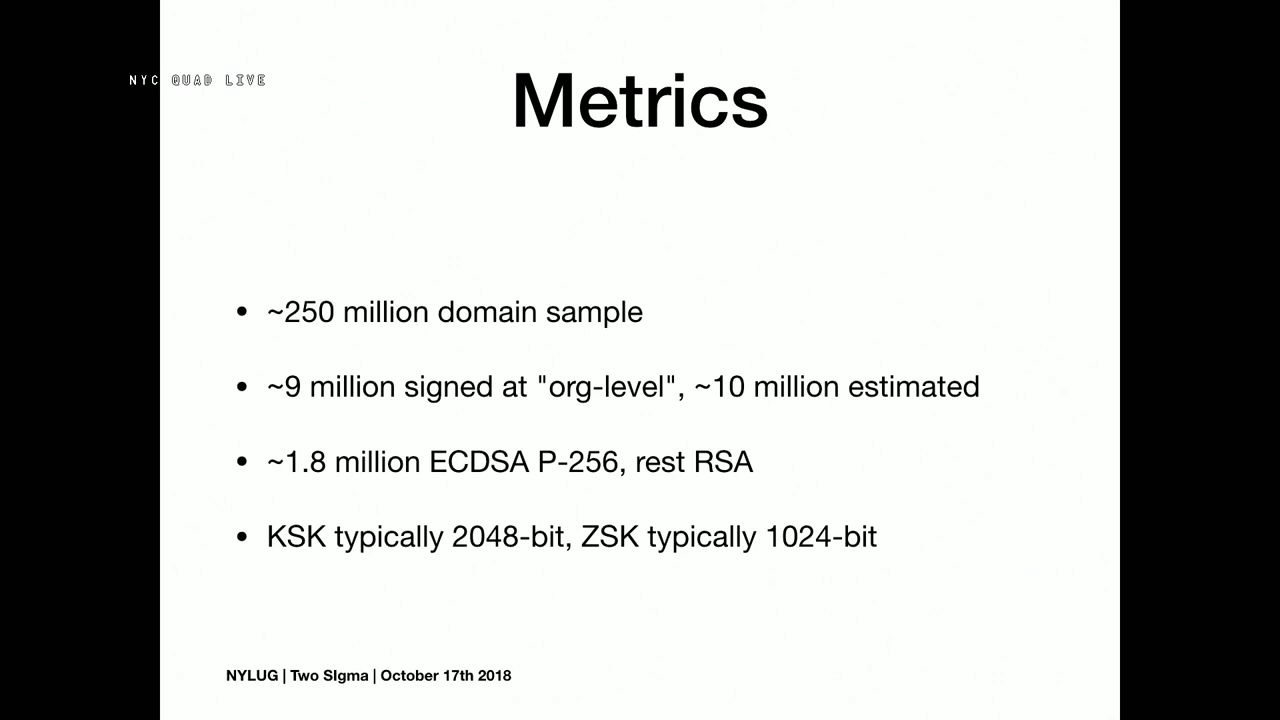 NYC QUAD LIVE
Metrics
• ~250 million domain sample
• ~9 million signed at "org-level", ~10 million estimated
• ~1.8 million ECDSA P-256, rest RSA
• KSK typically 2048-bit, ZSK typically 1024-bit
NYLUG | Two SIgma | October 17th 2018